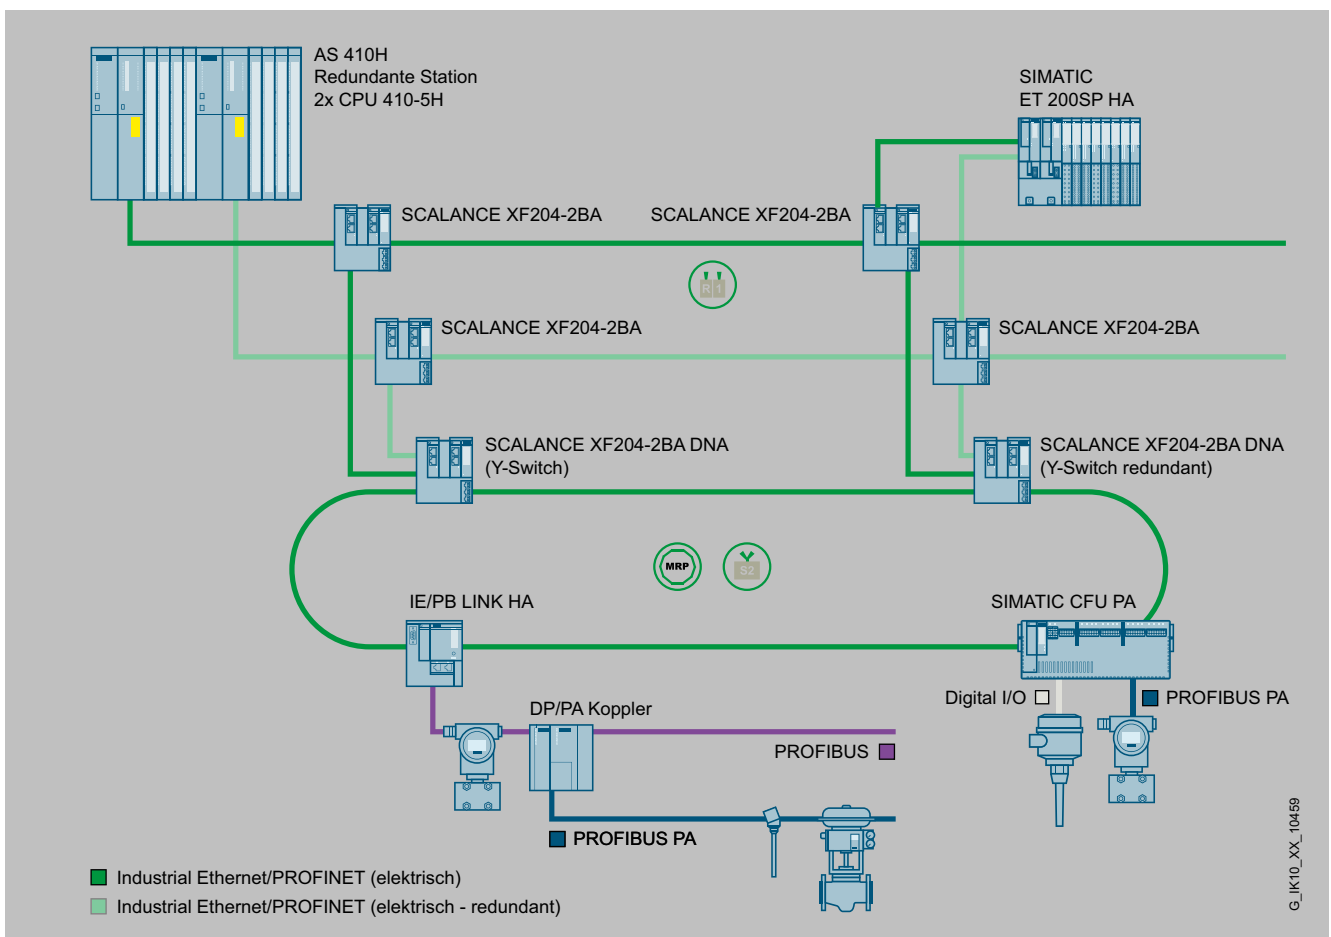 AS 410H
Redundante Station
2x CPU 410-5H
SIMATIC
ET 200SP HA
SCALANCE XF204-2BA
SCALANCE XF204-2BA
R 1
SCALANCE XF204-2BA
SCALANCE XF204-2BA
SCALANCE XF204-2BA DNA
(Y-Switch)
SCALANCE XF204-2BA DNA
(Y-Switch redundant)
MRP
S2
IE/PB LINK HA
SIMATIC CFU PA
Digital I/O
PROFIBUS PA
DP/PA Koppler
PROFIBUS
PROFIBUS PA
Industrial Ethernet/PROFINET (elektrisch)
Industrial Ethernet/PROFINET (elektrisch - redundant)
G_IK10_XX_10459